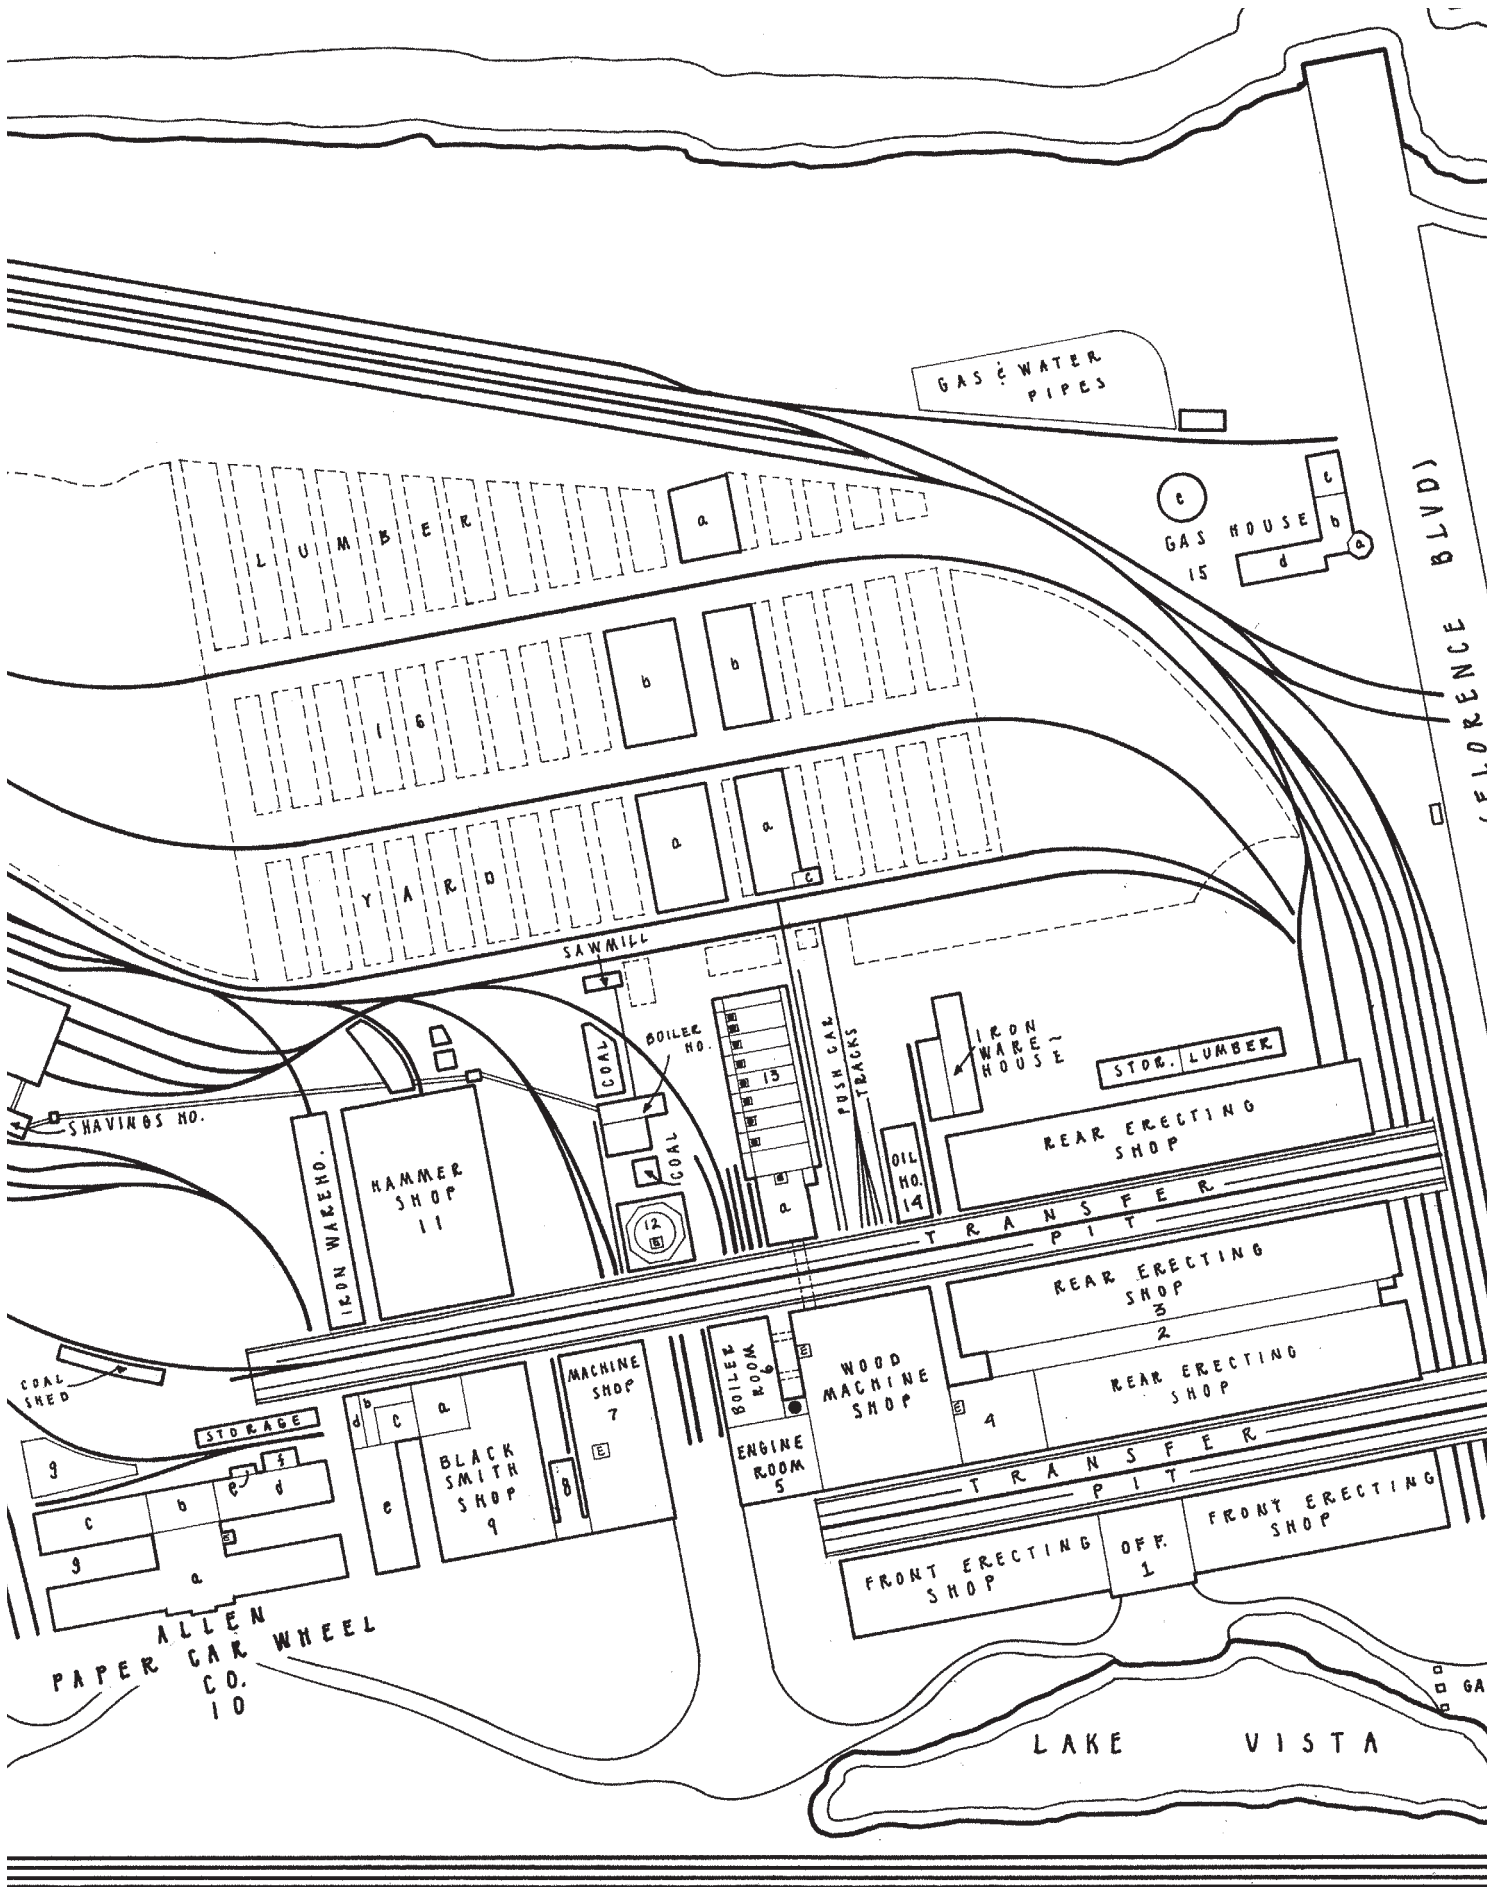 GAS & WATER
PIPES
c
e
GAS HOUSE
15
b
a
d
(FLORENCE BLVD)
LUMBER
a
16
b
b
YARD
a
a
c
SAWMILL
COAL
BOILER
HO.
13
PUSH CAR
TRACKS
IRON
WARE~
HOUSE
STOR. LUMBER
SHAVINGS HO.
IRON WAREHO.
HAMMER
SHOP
11
COAL
12
a
OIL
HO.
14
REAR ERECTING
SHOP
TRANSFER
PIT
REAR ERECTING
SHOP
3
2
REAR ERECTING
SHOP
COAL
SHED
STORAGE
d
b
c
a
e
BLACK
SMITH
SHOP
9
8
MACHINE
SHOP
7
E
BOILER
ROOM
6
ENGINE
ROOM
5
E
WOOD
MACHINE
SHOP
E
4
TRANSFER
PIT
g
c
b
e
f
d
g
a
ALLEN
PAPER CAR WHEEL
CO.
10
FRONT ERECTING
SHOP
OFF.
1
FRONT ERECTING
SHOP
GA
LAKE VISTA